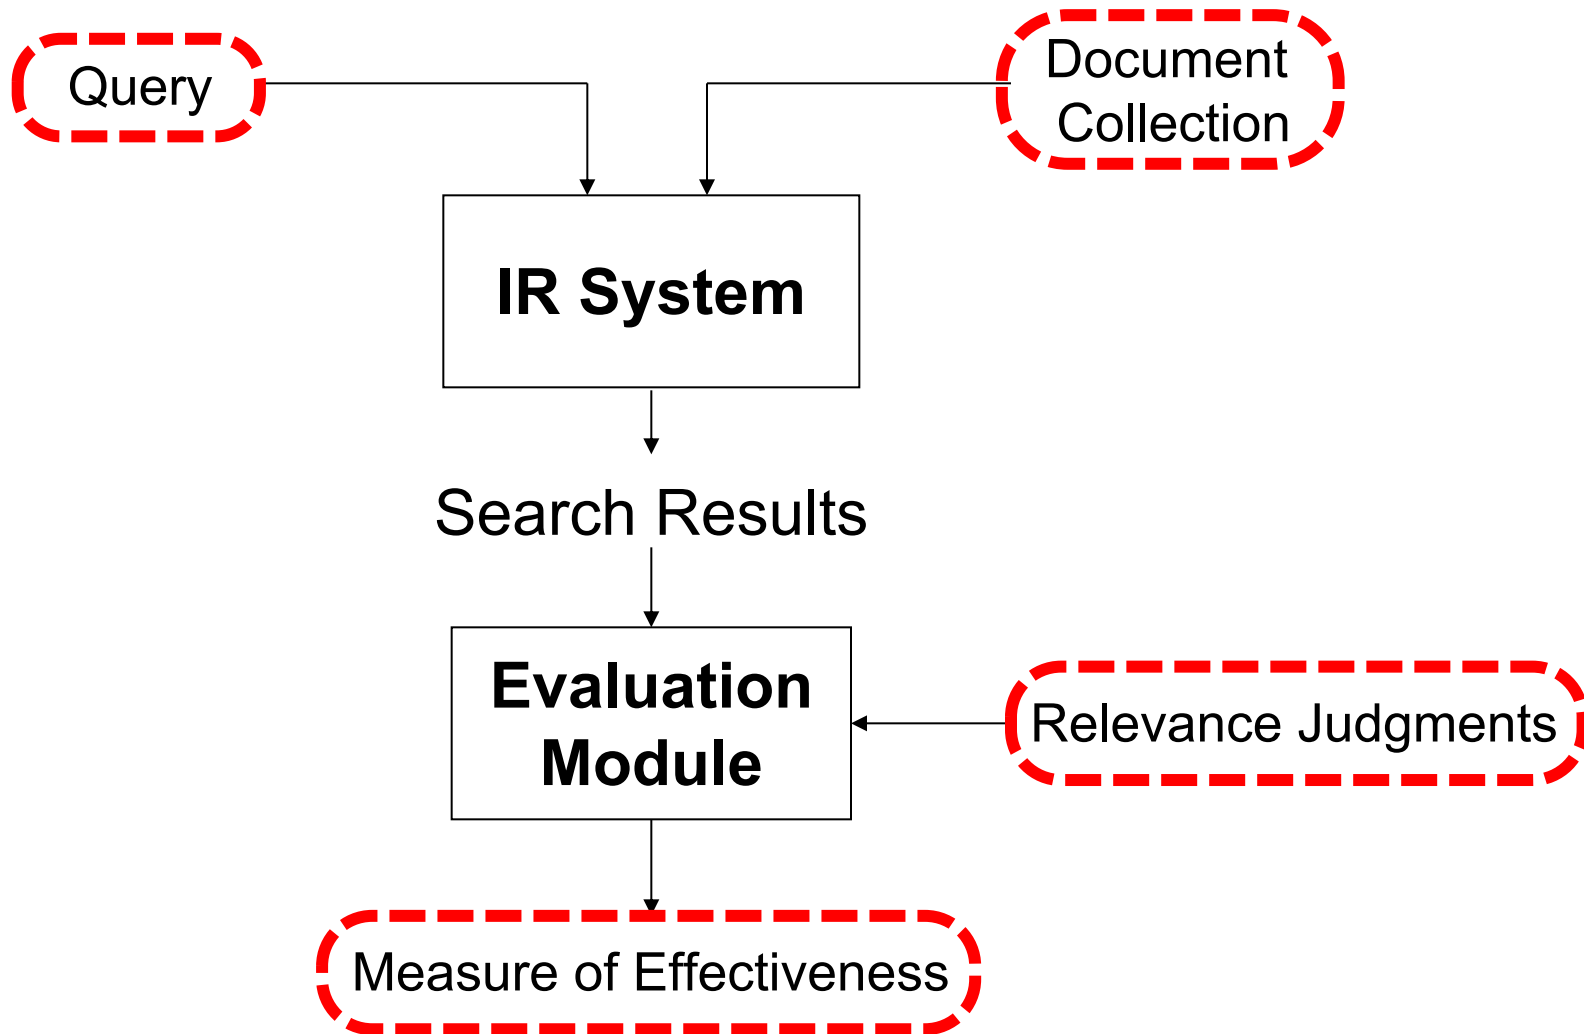 Query
Document
Collection
IR System
Search Results
Evaluation
Module
Relevance Judgments
Measure of Effectiveness